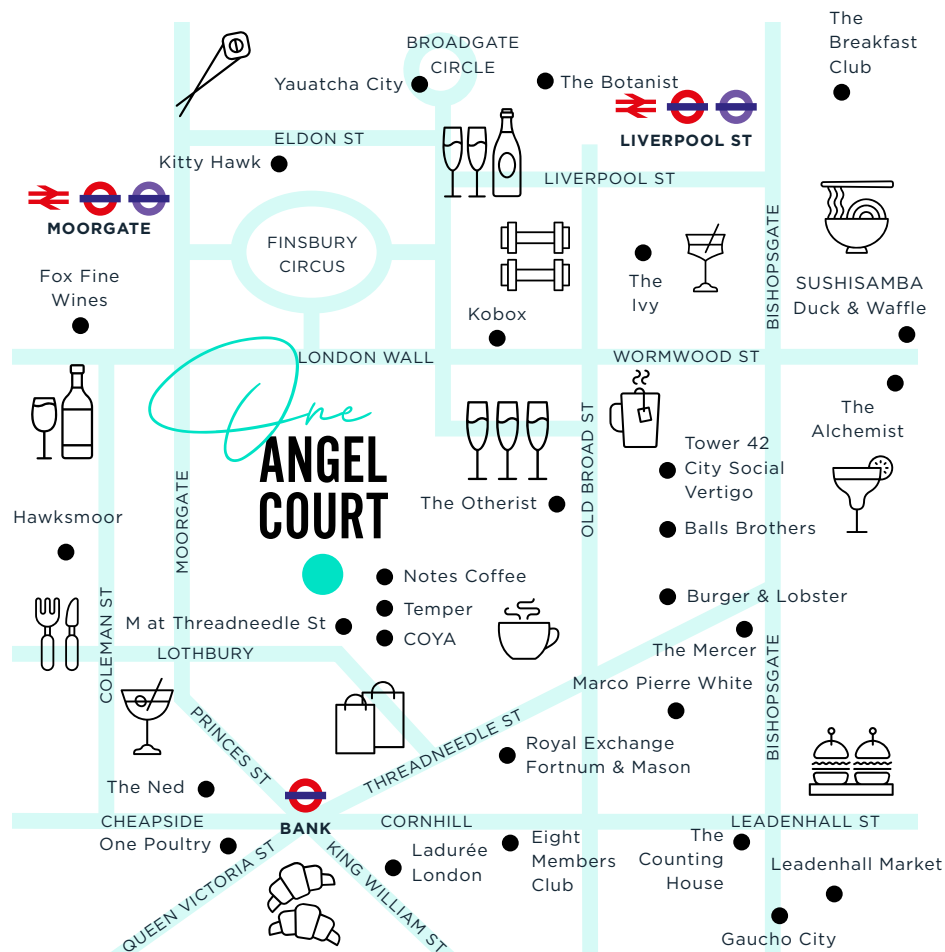 The
Breakfast
Club
BROADGATE
CIRCLE
Yauatcha City
The Botanist
LIVERPOOL ST
ELDON ST
Kitty Hawk
LIVERPOOL ST
MOORGATE
FINSBURY
CIRCUS
BISHOPSGATE
Fox Fine
Wines
The
Ivy
SUSHISAMBA
Duck & Waffle
Kobox
LONDON WALL
WORMWOOD ST
One
ANGEL
COURT
The
Alchemist
Tower 42
City Social
Vertigo
OLD BROAD ST
MOORGATE
The Otherist
Hawksmoor
Balls Brothers
Notes Coffee
Temper
COYA
Burger & Lobster
M at Threadneedle St
COLEMAN ST
LOTHBURY
The Mercer
BISHOPSGATE
Marco Pierre White
PRINCES ST
THREADNEEDLE ST
Royal Exchange
Fortnum & Mason
The Ned
CHEAPSIDE
One Poultry
BANK
CORNHILL
LEADENHALL ST
Ladurée
London
Eight
Members
Club
The
Counting
House
Leadenhall Market
QUEEN VICTORIA ST
KING WILLIAM ST
Gaucho City